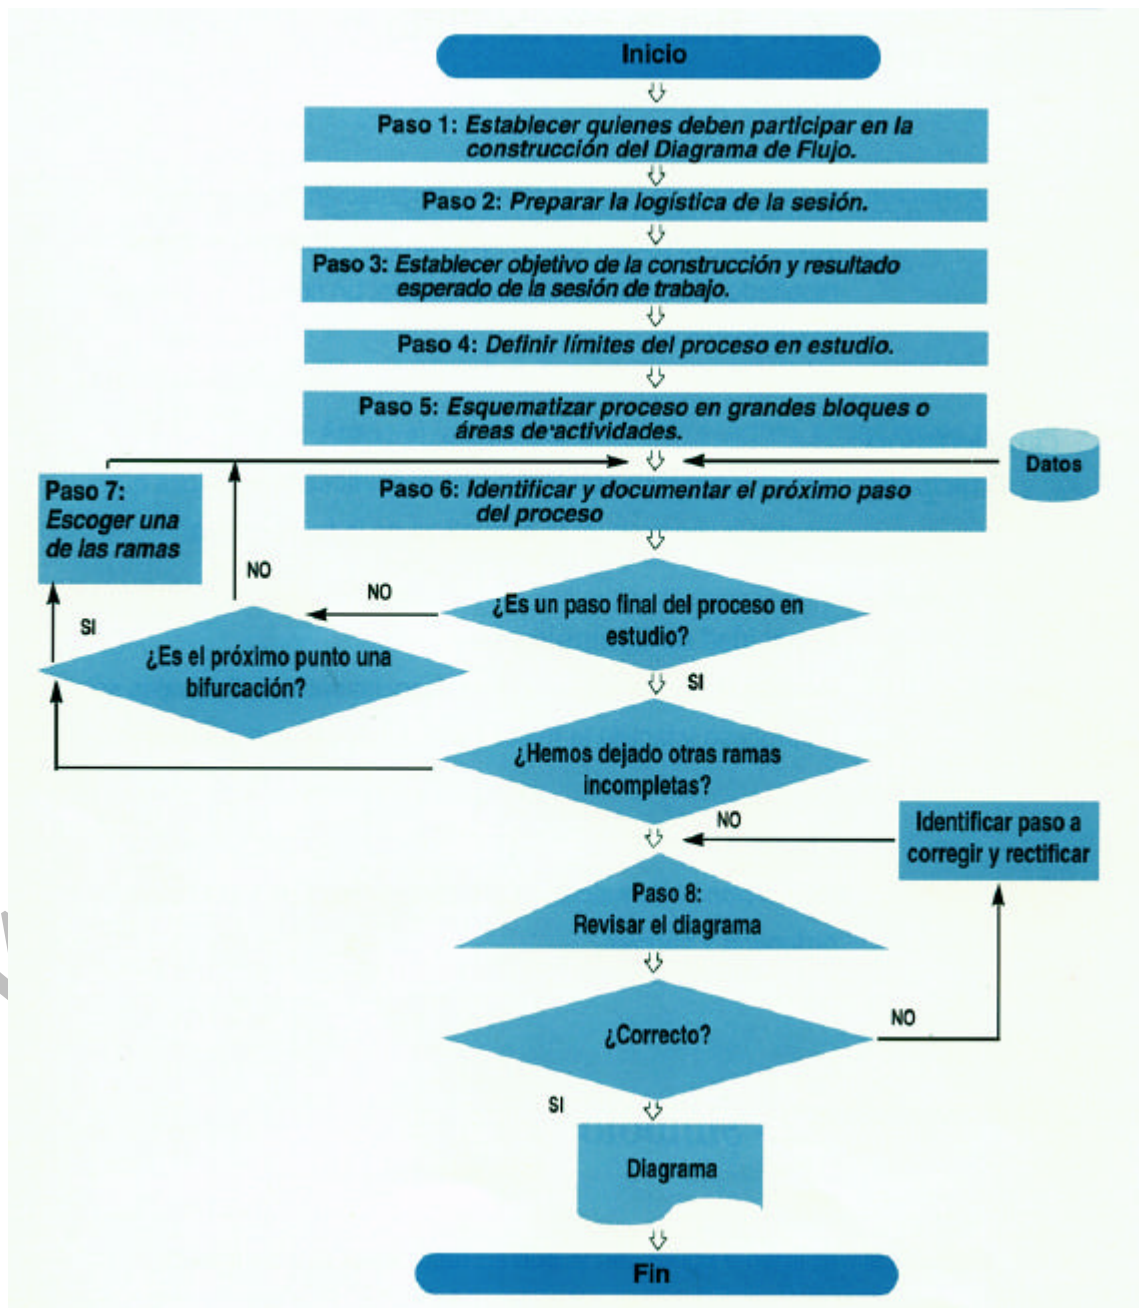 Inicio
Paso 1: Establecer quienes deben participar en la
construcción del Diagrama de Flujo.
Paso 2: Preparar la logística de la sesión.
Paso 3: Establecer objetivo de la construcción y resultado
esperado de la sesión de trabajo.
Paso 4: Definir límites del proceso en estudio.
Paso 5: Esquematizar proceso en grandes bloques o
áreas de actividades.
Datos
Paso 7:
Escoger una
de las ramas
Paso 6: Identificar y documentar el próximo paso
del proceso
NO
NO
¿Es un paso final del proceso en
estudio?
SI
¿Es el próximo punto una
bifurcación?
SI
¿Hemos dejado otras ramas
incompletas?
NO
Identificar paso a
corregir y rectificar
Paso 8:
Revisar el diagrama
¿Correcto?
NO
SI
Diagrama
Fin